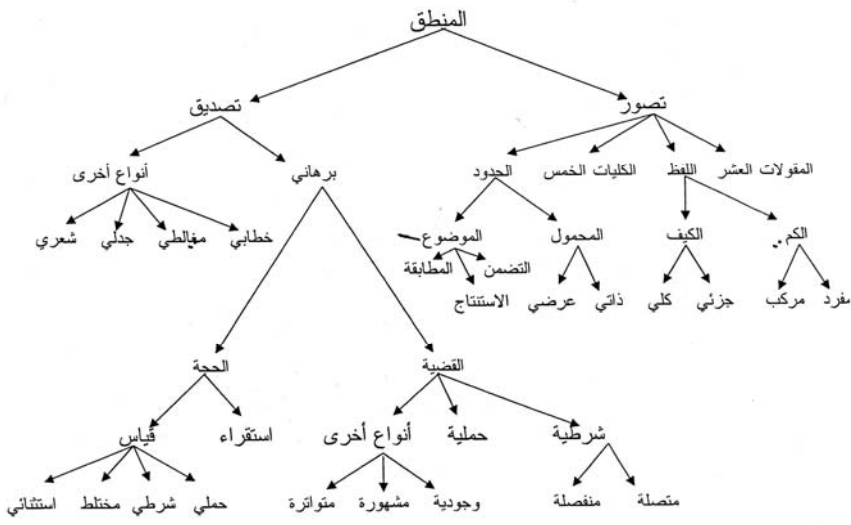 المنطق
تصور تصديق
المقولات العشر اللفظ الكليات الخمس الحدود برهاني أنواع أخرى
الكم الكيف المحمول الموضوع خطابي مغالطي جدلي شعري
التضمن المطابقة
مفرد مركب جزئي كلي ذاتي عرضي الاستنتاج
القضية الحجة
شرطية حملية أنواع أخرى استقراء قياس
متصلة منفصلة وجودية مشهورة متواترة حملي شرطي مختلط استثنائي